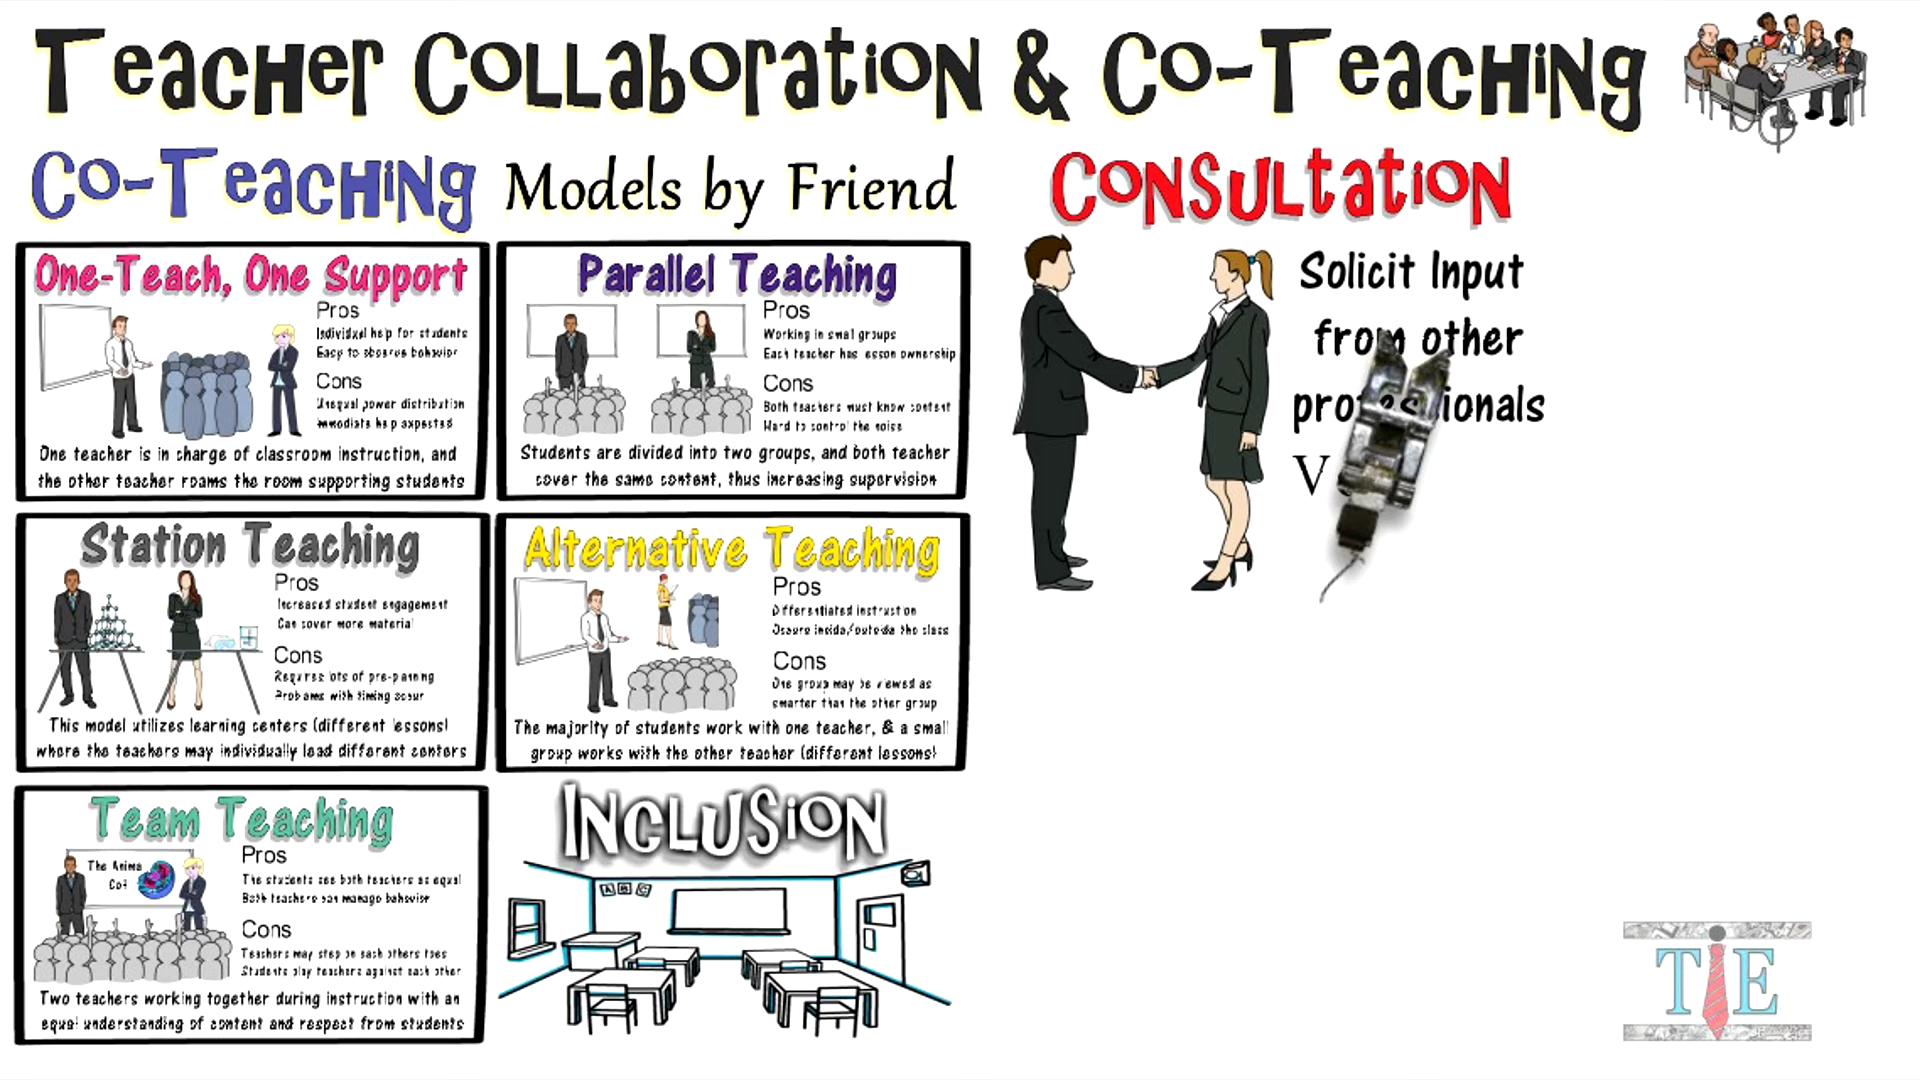 Teacher Collaboration & Co-Teaching
Co-Teaching Models by Friend
One-Teach, One Support
Pros
Individual help for students
Easy to observe behavior
Cons
Unequal power distribution
Immediate help expected
One teacher is in charge of classroom instruction, and
the other teacher roams the room supporting students
Parallel Teaching
Pros
Working in small groups
Each teacher has lesson ownership
Cons
Both teachers must know content
Hard to control the noise
Students are divided into two groups, and both teacher
cover the same content, thus increasing supervision
Station Teaching
Pros
Increased student engagement
Can cover more material
Cons
Requires lots of pre-planning
Problems with timing occur
This model utilizes learning centers (different lessons)
where the teachers may individually lead different centers
Alternative Teaching
Pros
Differentiated instruction
Occurs inside/outside the class
Cons
One group may be viewed as
smarter than the other group
The majority of students work with one teacher, & a small
group works with the other teacher (different lessons)
Team Teaching
The Animal
Cell
Pros
The students see both teachers as equal
Both teachers can manage behavior
Cons
Teachers may step on each others toes
Students play teachers against each other
Two teachers working together during instruction with an
equal understanding of content and respect from students
Inclusion
A B C
Consultation
Solicit Input
from other
professionals
V
TIE